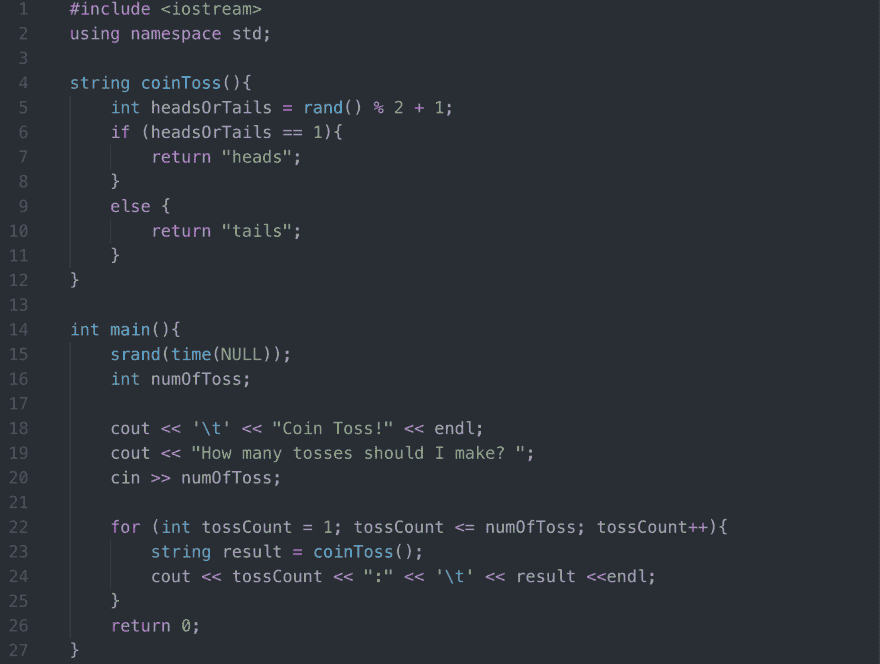 1 #include <iostream>
2 using namespace std;
3
4 string coinToss(){
5     int headsOrTails = rand() % 2 + 1;
6     if (headsOrTails == 1){
7         return "heads";
8     }
9     else {
10         return "tails";
11     }
12 }
13
14 int main(){
15     srand(time(NULL));
16     int numOfToss;
17
18     cout << '\t' << "Coin Toss!" << endl;
19     cout << "How many tosses should I make? ";
20     cin >> numOfToss;
21
22     for (int tossCount = 1; tossCount <= numOfToss; tossCount++){
23         string result = coinToss();
24         cout << tossCount << ":" << '\t' << result <<endl;
25     }
26     return 0;
27 }